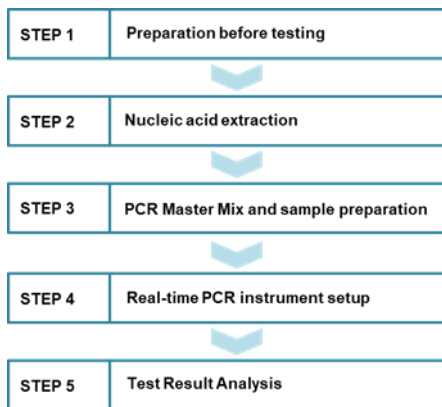 STEP 1 Preparation before testing
STEP 2 Nucleic acid extraction
STEP 3 PCR Master Mix and sample preparation
STEP 4 Real-time PCR instrument setup
STEP 5 Test Result Analysis